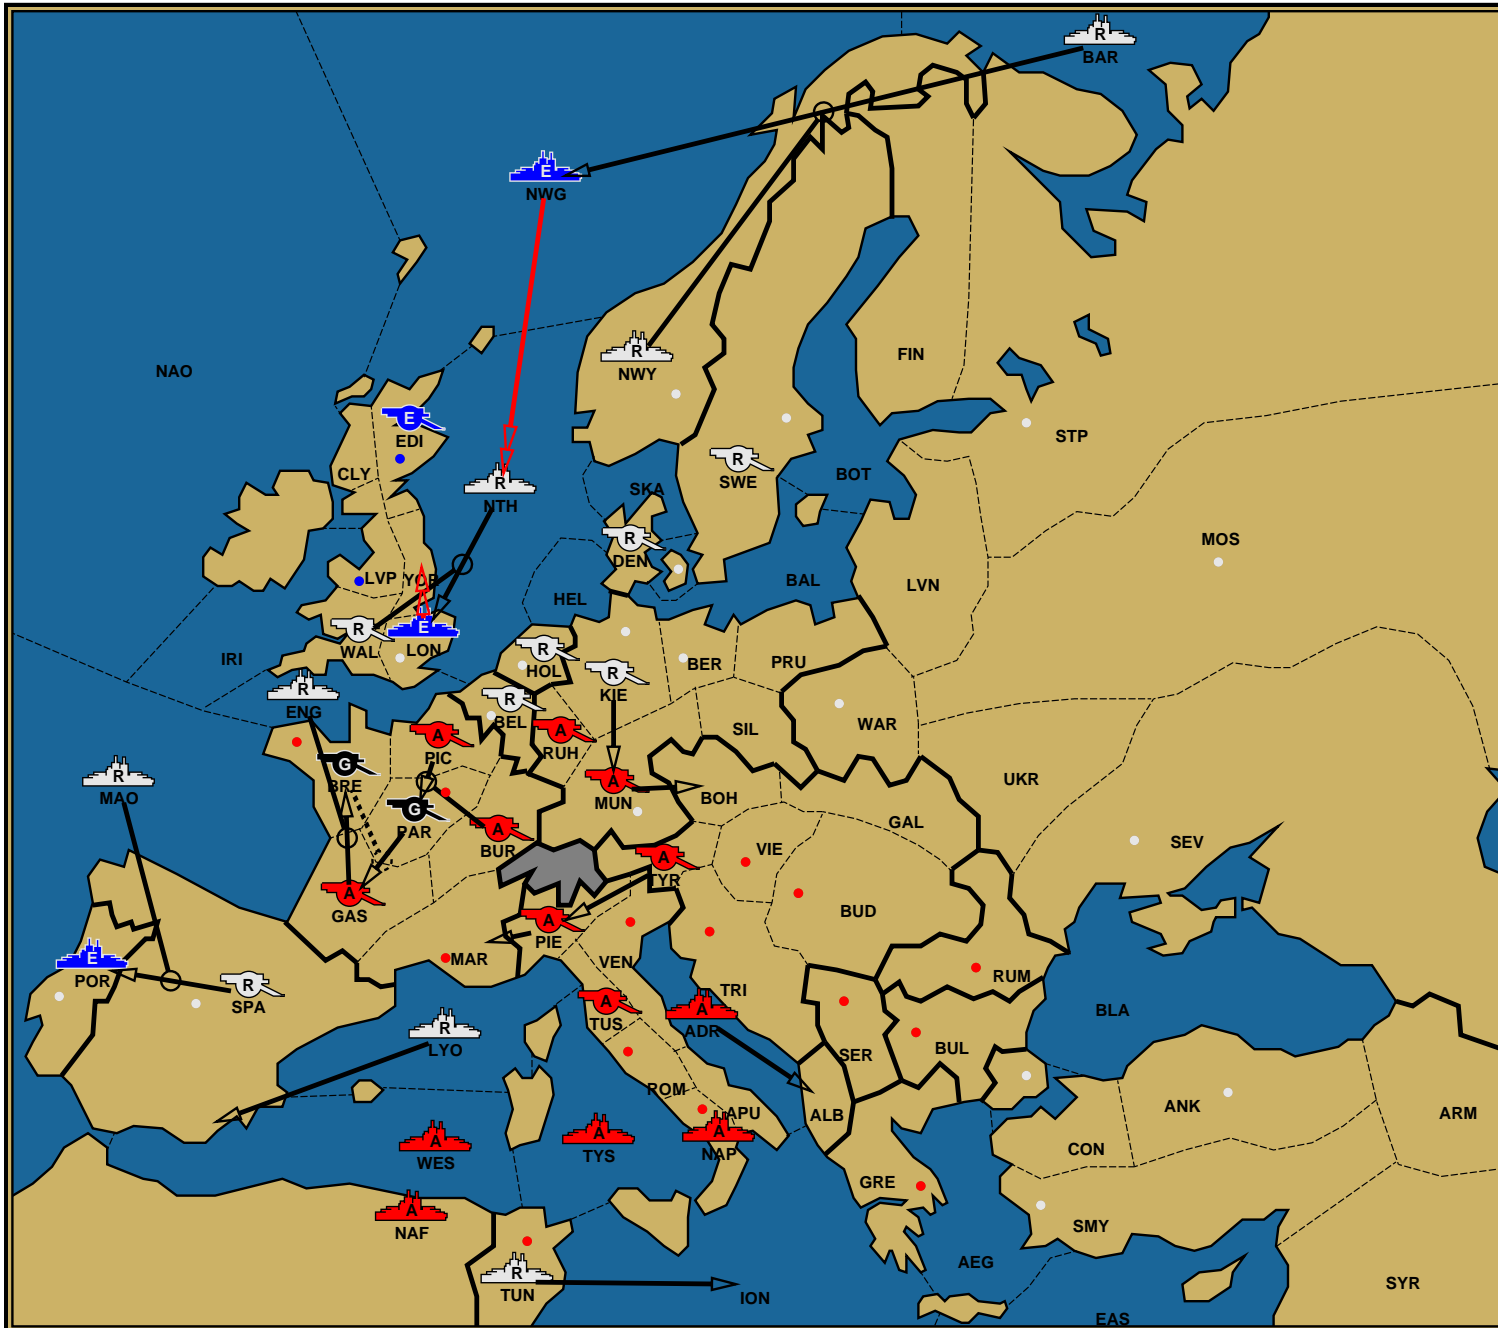 R
BAR
E
NWG
NAO
R
NWY
FIN
E
EDI
STP
CLY
R
SWE
BOT
SKA
R
NTH
R
DEN
MOS
LVP
YOR
BAL
LVN
HEL
R
WAL
E
LON
IRI
R
HOL
BER
PRU
R
KIE
R
ENG
R
BEL
WAR
A
PIC
A
RUH
SIL
G
BRE
R
MAO
A
MUN
BOH
UKR
G
PAR
A
BUR
GAL
SEV
VIE
A
TYR
A
GAS
BUD
A
PIE
E
POR
MAR
VEN
R
SPA
RUM
TRI
A
TUS
A
ADR
BLA
R
LYO
SER
BUL
ROM
APU
ALB
ANK
ARM
A
WES
A
TYS
A
NAP
CON
GRE
A
NAF
SMY
AEG
R
TUN
ION
SYR
EAS